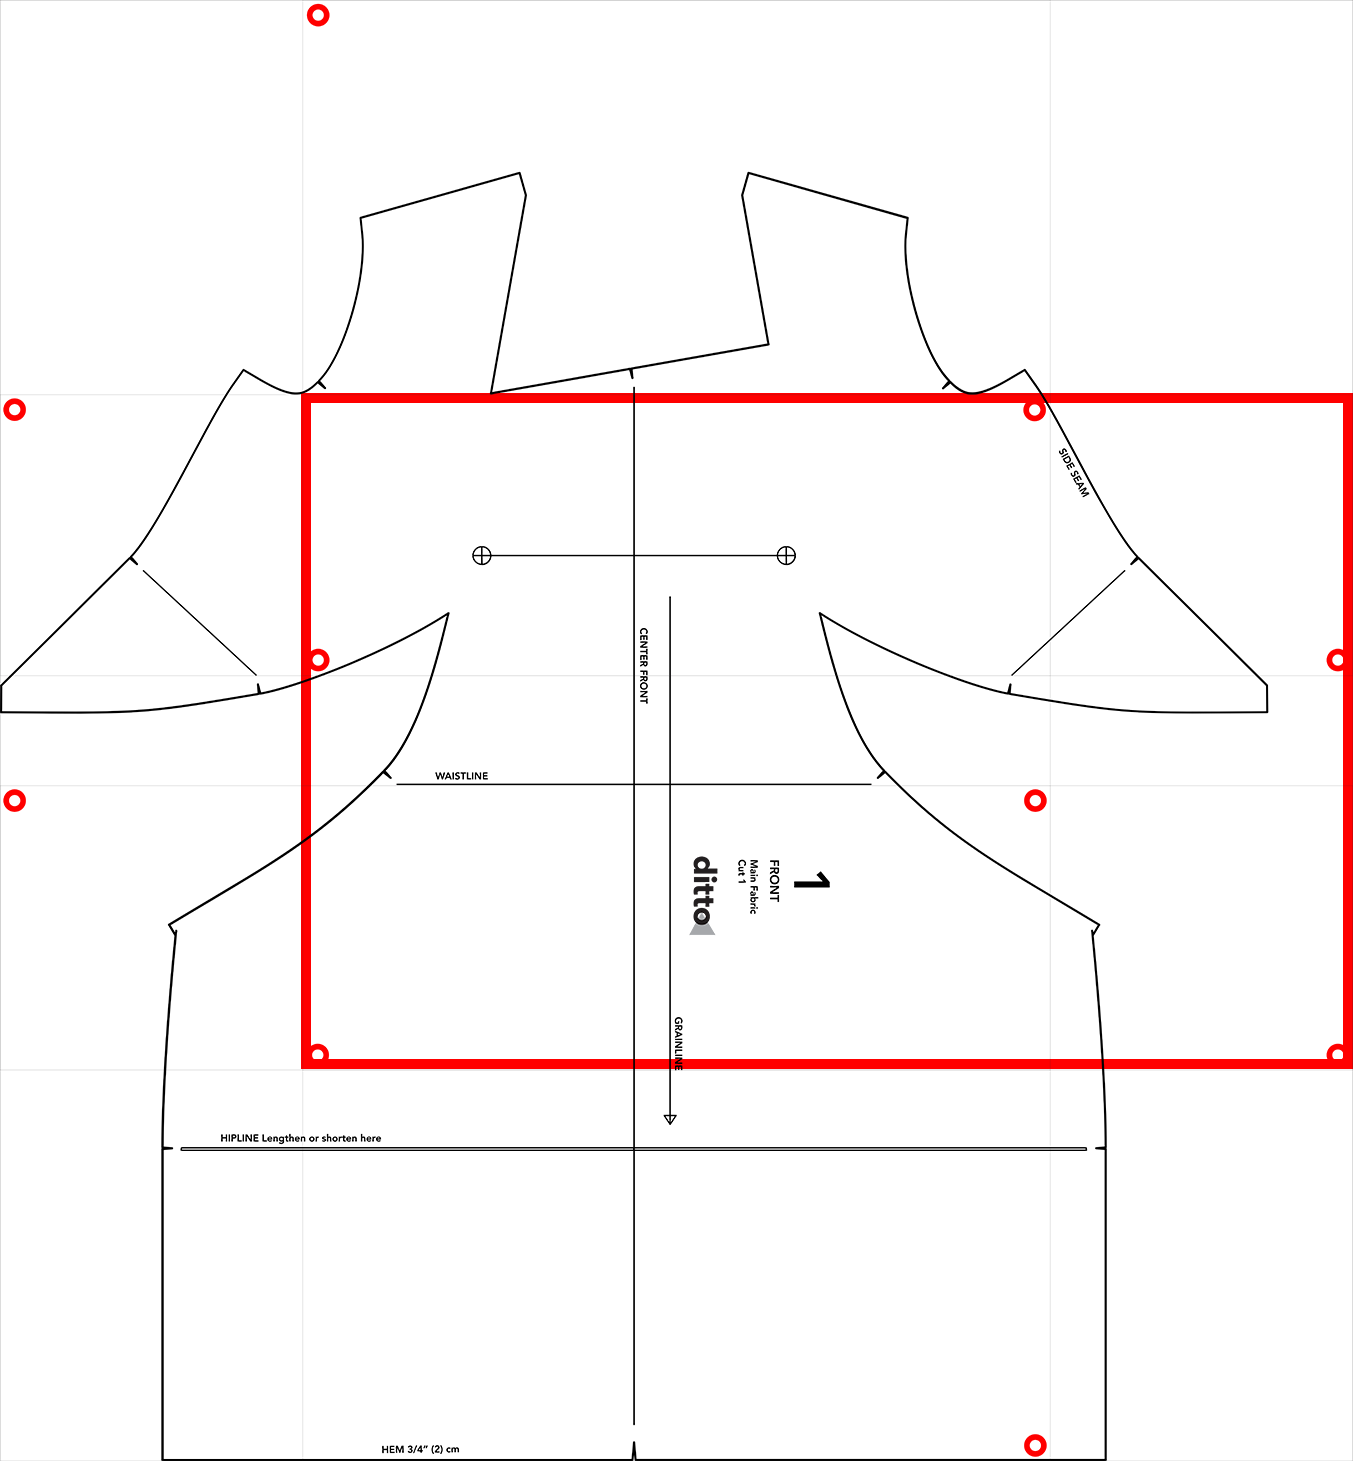 SIDE SEAM
CENTER FRONT
WAISTLINE
1
FRONT
Main Fabric
Cut 1
ditto
GRAINLINE
HIPLINE Lengthen or shorten here
HEM 3/4” (2) cm